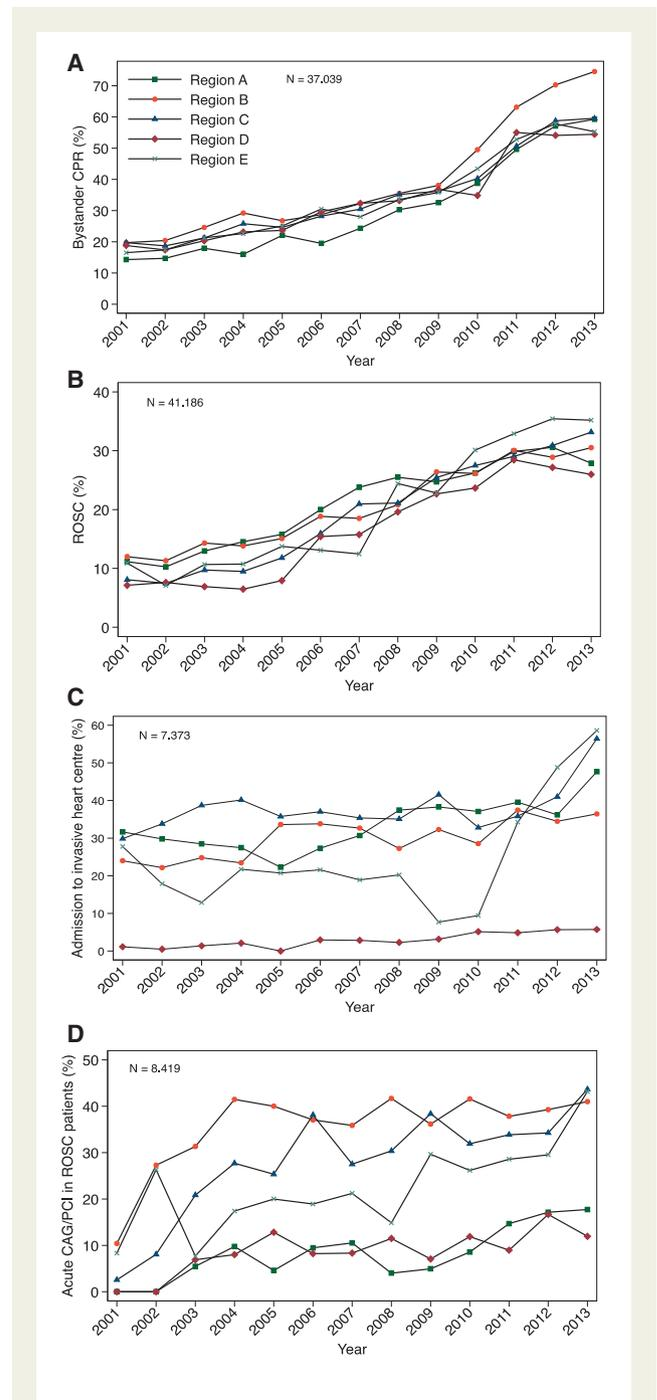 A
Bystander CPR (%)
70
60
50
40
30
20
10
0
Region A
Region B
Region C
Region D
Region E
N = 37.039
2001 2002 2003 2004 2005 2006 2007 2008 2009 2010 2011 2012 2013
Year
B
ROSC (%)
40
30
20
10
0
N = 41.186
2001 2002 2003 2004 2005 2006 2007 2008 2009 2010 2011 2012 2013
Year
C
Admission to invasive heart centre (%)
60
50
40
30
20
10
0
N = 7.373
2001 2002 2003 2004 2005 2006 2007 2008 2009 2010 2011 2012 2013
Year
D
Acute CAG/PCI in ROSC patients (%)
50
40
30
20
10
0
N = 8.419
2001 2002 2003 2004 2005 2006 2007 2008 2009 2010 2011 2012 2013
Year